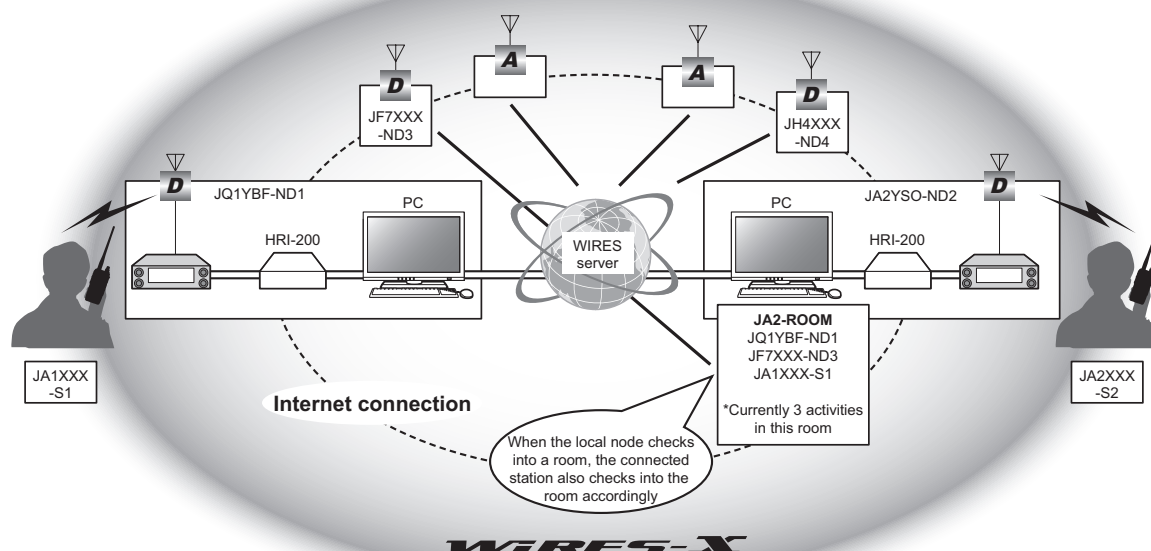 A
A
D
JF7XXX
-ND3
D
JH4XXX
-ND4
D
JQ1YBF-ND1
PC
HRI-200
WIRES
server
JA2YSO-ND2
D
PC
HRI-200
JA1XXX
-S1
JA2XXX
-S2
JA2-ROOM
JQ1YBF-ND1
JF7XXX-ND3
JA1XXX-S1
*Currently 3 activities
in this room
Internet connection
When the local node checks
into a room, the connected
station also checks into the
room accordingly
WiRES-X